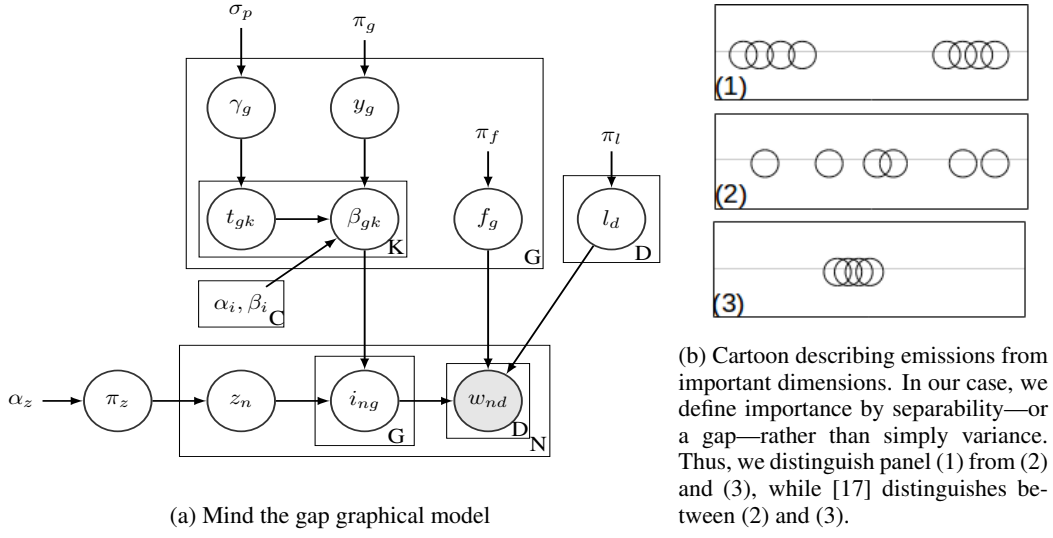 σ_p
π_g
γ_g
y_g
π_f
π_l
t_gk
β_gk
K
f_g
G
l_d
D
α_i, β_i
C
α_z
π_z
z_n
i_ng
G
w_nd
D
N
(a) Mind the gap graphical model
(1)
(2)
(3)
(b) Cartoon describing emissions from
important dimensions. In our case, we
define importance by separability—or
a gap—rather than simply variance.
Thus, we distinguish panel (1) from (2)
and (3), while [17] distinguishes be-
tween (2) and (3).